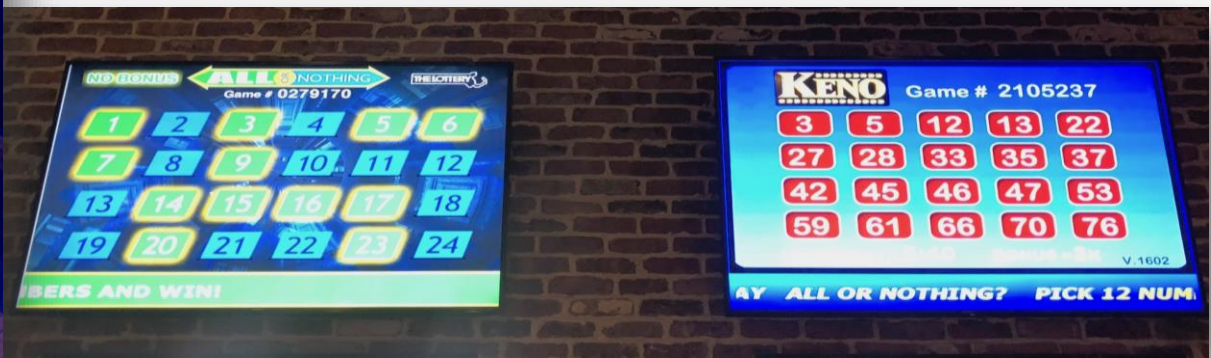 NO BONUS ALL OR NOTHING THE LOTTERY
Game # 0279170
1 2 3 4 5 6
7 8 9 10 11 12
13 14 15 16 17 18
19 20 21 22 23 24
BERS AND WIN!
KENO Game # 2105237
3 5 12 13 22
27 28 33 35 37
42 45 46 47 53
59 61 66 70 76
V.1602
AY ALL OR NOTHING? PICK 12 NUM